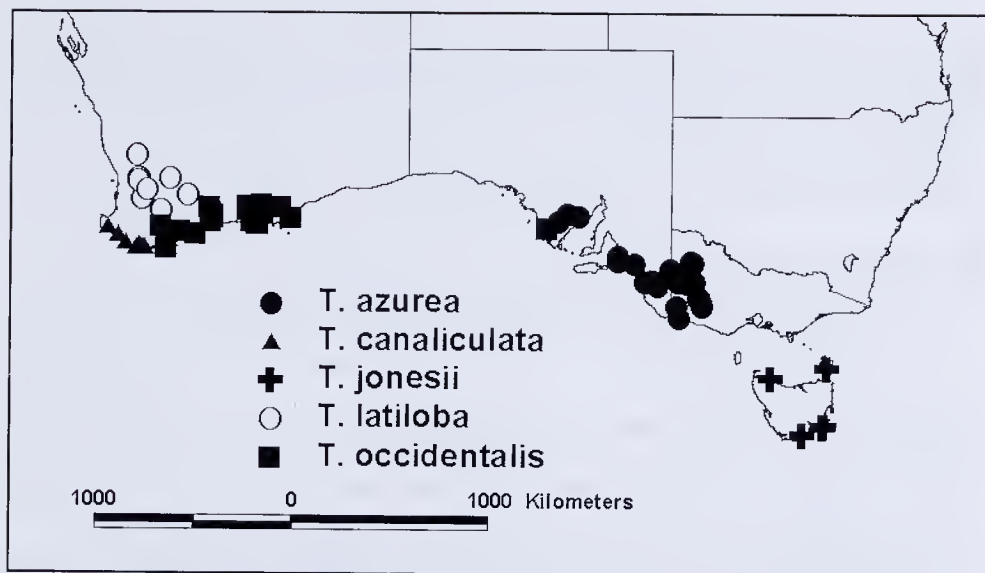 T. azurea
T. canaliculata
T. jonesii
T. latiloba
T. occidentalis
1000 0 1000 Kilometers